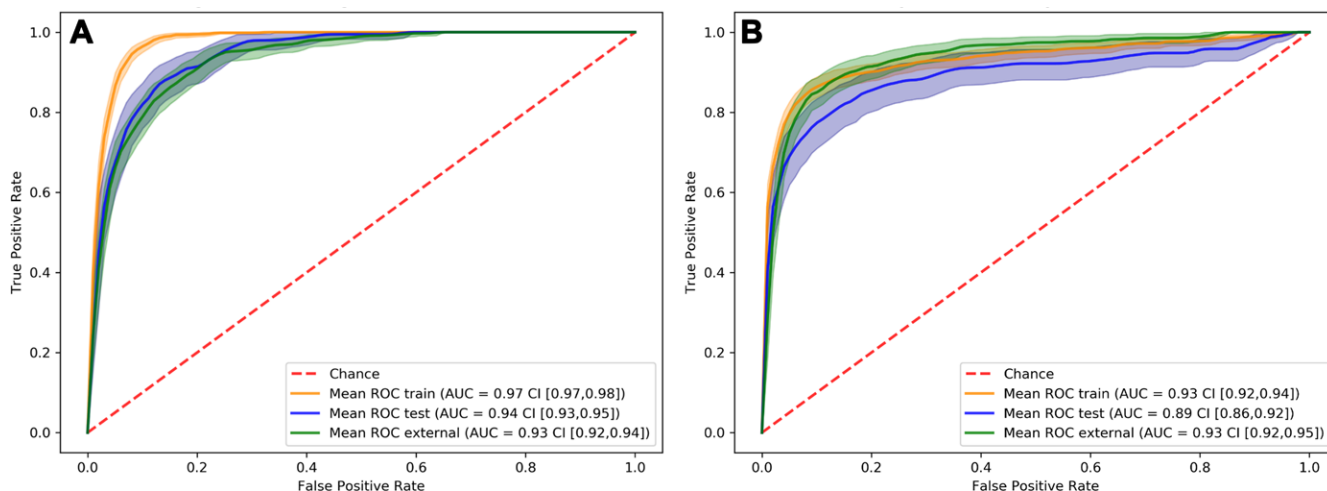 A
1.0
0.8
0.6
0.4
0.2
0.0
True Positive Rate
0.0
0.2
0.4
0.6
0.8
1.0
False Positive Rate
Chance
Mean ROC train (AUC = 0.97 CI [0.97,0.98])
Mean ROC test (AUC = 0.94 CI [0.93,0.95])
Mean ROC external (AUC = 0.93 CI [0.92,0.94])
B
1.0
0.8
0.6
0.4
0.2
0.0
True Positive Rate
0.0
0.2
0.4
0.6
0.8
1.0
False Positive Rate
Chance
Mean ROC train (AUC = 0.93 CI [0.92,0.94])
Mean ROC test (AUC = 0.89 CI [0.86,0.92])
Mean ROC external (AUC = 0.93 CI [0.92,0.95])